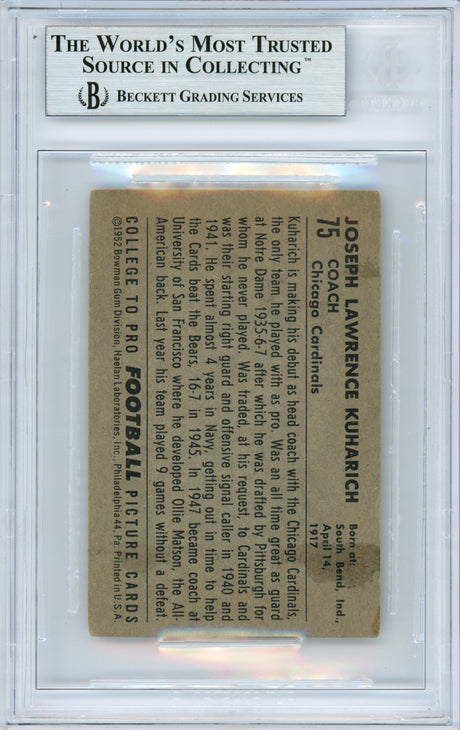 THE WORLD'S MOST TRUSTED
SOURCE IN COLLECTING™
B BECKETT GRADING SERVICES
JOSEPH LAWRENCE KUHARICH
75 COACH
Chicago Cardinals
Born at:
South Bend, Ind.,
April 14,
1917
Kuharich is making his debut as head coach with the Chicago Cardinals,
the only team he played with as pro. Was an all time great as guard
at Notre Dame 1935-6-7 after which he was drafted by Pittsburgh for
whom he never played. Was traded, at his request, to Cardinals and
was their starting right guard and offensive signal caller in 1940 and
1941. He spent almost 4 years in Navy, getting out in time to help
the Cards beat the Bears, 16-7 in 1945. In 1947 became coach at
University of San Francisco where he developed Ollie Matson, the All-
American back. Last year his team played 9 games without a defeat.
COLLEGE TO PRO FOOTBALL PICTURE CARDS
©1952 Bowman Gum Division, Haelan Laboratories, Inc., Philadelphia 44, Pa. Printed in U.S.A.